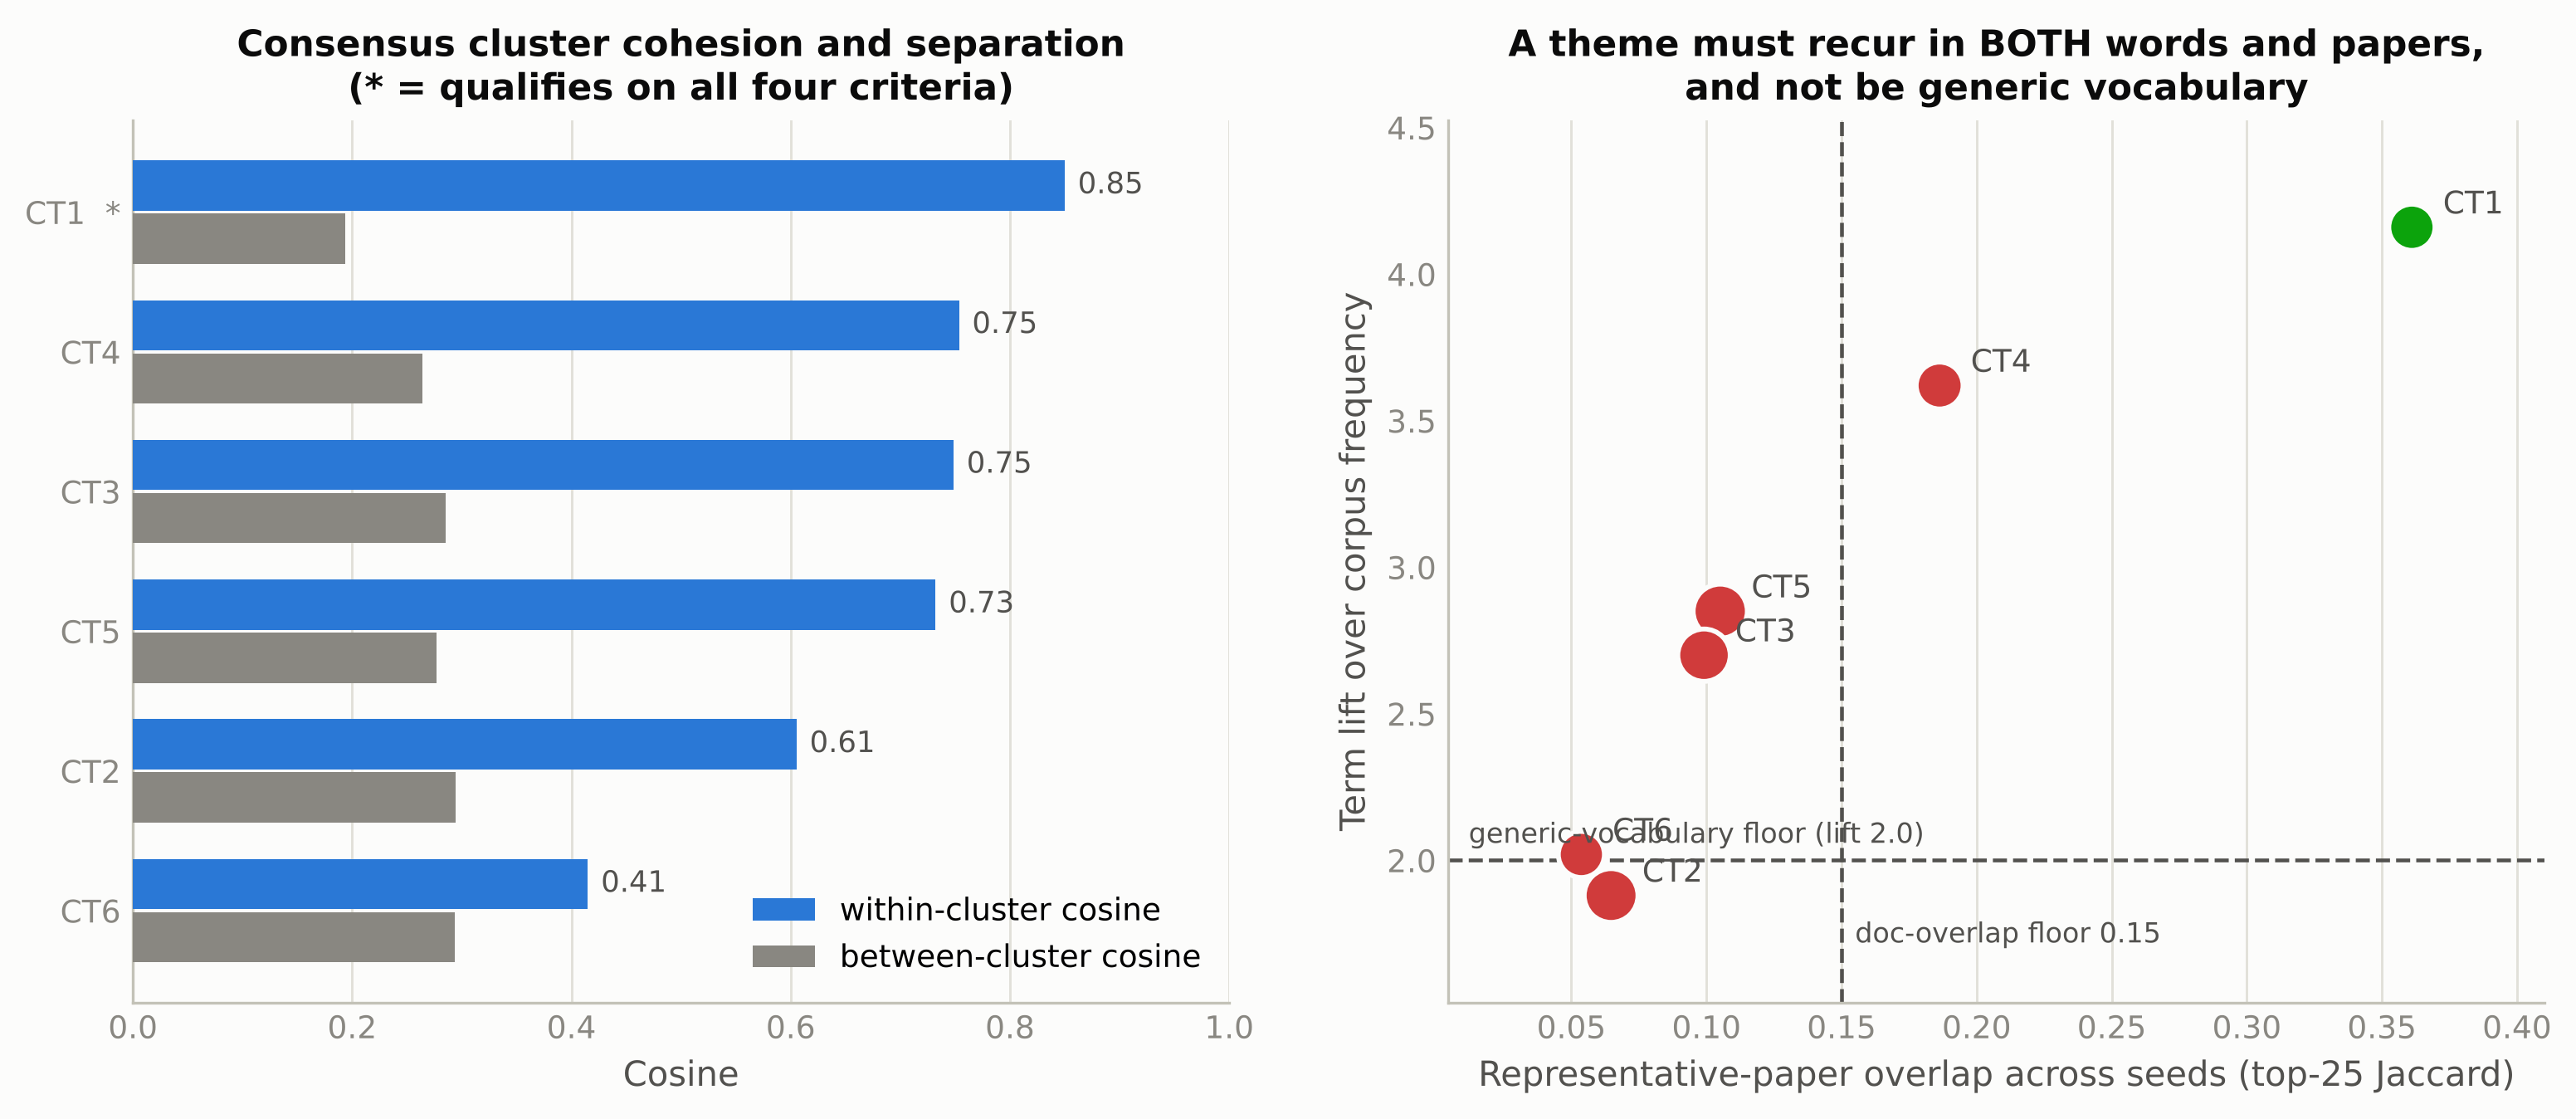 Consensus cluster cohesion and separation
(* = qualifies on all four criteria)
CT1 *
0.85
CT4
0.75
CT3
0.75
CT5
0.73
CT2
0.61
CT6
0.41
within-cluster cosine
between-cluster cosine
0.0 0.2 0.4 0.6 0.8 1.0
Cosine
A theme must recur in BOTH words and papers,
and not be generic vocabulary
Term lift over corpus frequency
4.5
4.0
3.5
3.0
2.5
2.0
CT1
CT4
CT5
CT3
CT6
generic-vocabulary floor (lift 2.0)
CT2
doc-overlap floor 0.15
0.05 0.10 0.15 0.20 0.25 0.30 0.35 0.40
Representative-paper overlap across seeds (top-25 Jaccard)